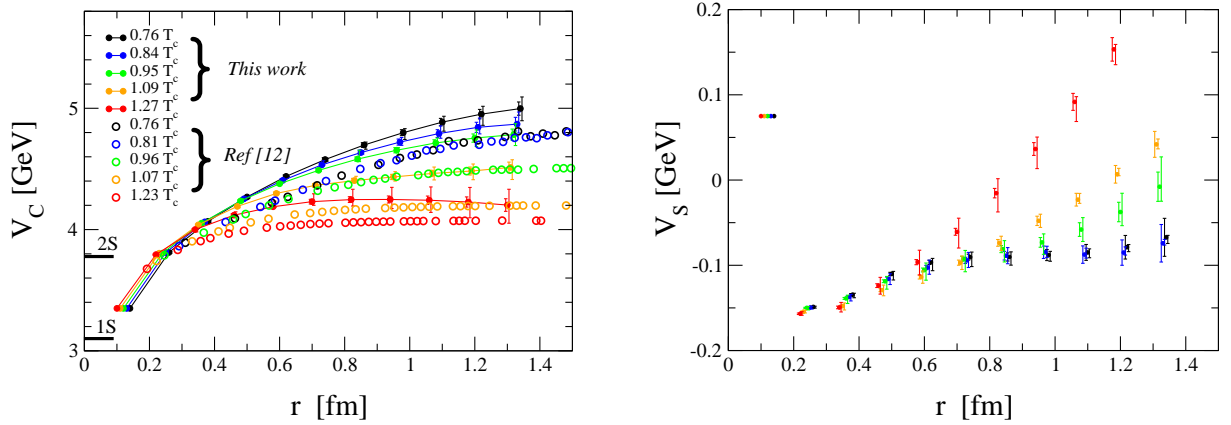 0.76 T_c
0.84 T_c
0.95 T_c
1.09 T_c
1.27 T_c
This work
0.76 T_c
0.81 T_c
0.96 T_c
1.07 T_c
1.23 T_c
Ref [12]
V_C [GeV]
5
4
3
2S
1S
0 0.2 0.4 0.6 0.8 1 1.2 1.4
r [fm]
V_S [GeV]
0.2
0.1
0
-0.1
-0.2
0 0.2 0.4 0.6 0.8 1 1.2 1.4
r [fm]